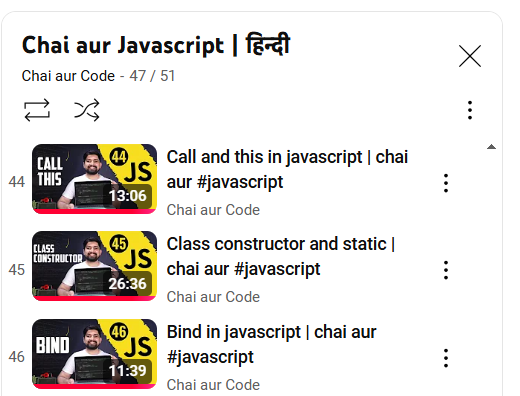 Chai aur Javascript | हिन्दी
Chai aur Code - 47 / 51
44
CALL
THIS
44
JS
13:06
Call and this in javascript | chai
aur #javascript
Chai aur Code
45
CLASS
CONSTRUCTOR
45
JS
26:36
Class constructor and static |
chai aur #javascript
Chai aur Code
46
BIND
46
JS
11:39
Bind in javascript | chai aur
#javascript
Chai aur Code